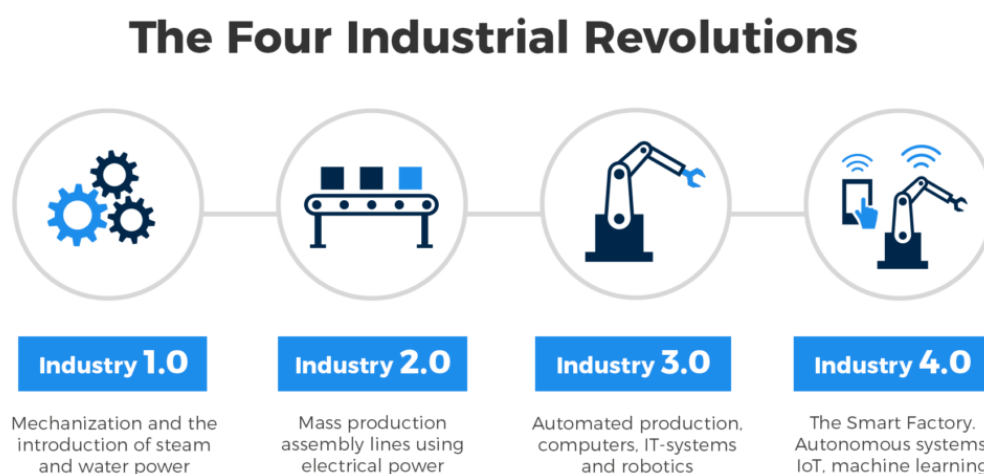 The Four Industrial Revolutions
Industry 1.0
Mechanization and the
introduction of steam
and water power
Industry 2.0
Mass production
assembly lines using
electrical power
Industry 3.0
Automated production,
computers, IT-systems
and robotics
Industry 4.0
The Smart Factory.
Autonomous systems
IoT, machine learning